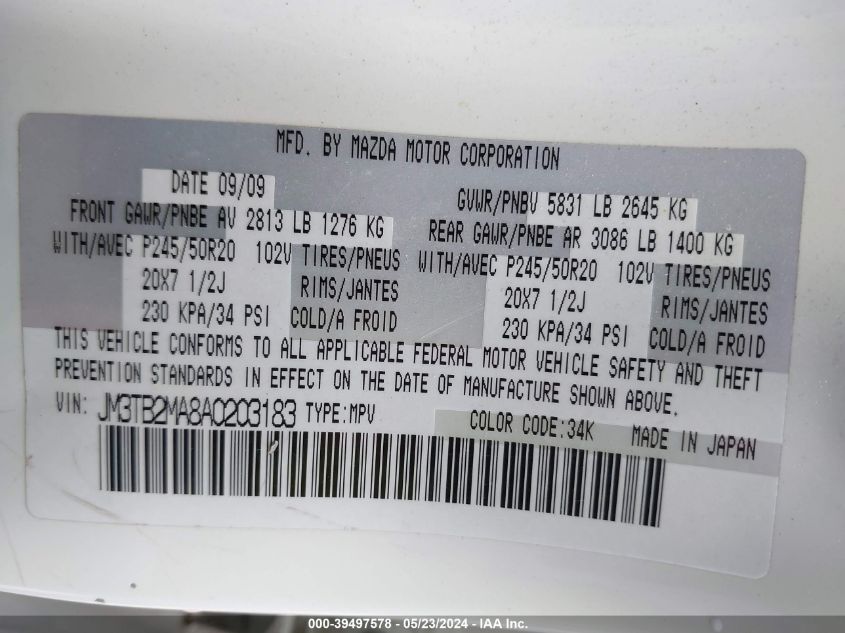 MFD. BY MAZDA MOTOR CORPORATION
DATE 09/09 GVWR/PNBV 5831 LB 2645 KG
FRONT GAWR/PNBE AV 2813 LB 1276 KG REAR GAWR/PNBE AR 3086 LB 1400 KG
WITH/AVEC P245/50R20 102V TIRES/PNEUS WITH/AVEC P245/50R20 102V TIRES/PNEUS
20X7 1/2J RIMS/JANTES 20X7 1/2J RIMS/JANTES
230 KPA/34 PSI COLD/A FROID 230 KPA/34 PSI COLD/A FROID
THIS VEHICLE CONFORMS TO ALL APPLICABLE FEDERAL MOTOR VEHICLE SAFETY AND THEFT
PREVENTION STANDARDS IN EFFECT ON THE DATE OF MANUFACTURE SHOWN ABOVE.
VIN: JM3TB2MA8A0203183 TYPE:MPV COLOR CODE:34K MADE IN JAPAN
000-39497578 - 05/23/2024 - IAA Inc.